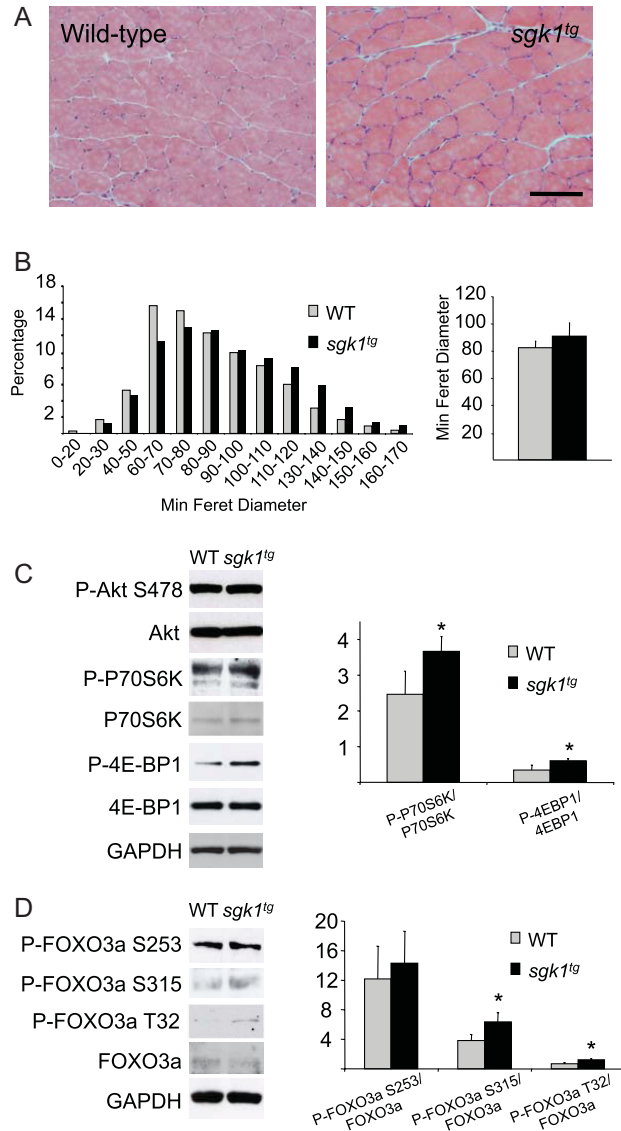 A
Wild-type
sgk1tg
B
18
14
10
6
2
Percentage
0-20
20-30
40-50
60-70
70-80
80-90
90-100
100-110
110-120
130-140
140-150
150-160
160-170
Min Feret Diameter
WT
sgk1tg
120
100
80
60
40
20
Min Feret Diameter
C
WT sgk1tg
P-Akt S478
Akt
P-P70S6K
P70S6K
P-4E-BP1
4E-BP1
GAPDH
4
3
2
1
*
*
WT
sgk1tg
P-P70S6K/
P70S6K
P-4EBP1/
4EBP1
D
WT sgk1tg
P-FOXO3a S253
P-FOXO3a S315
P-FOXO3a T32
FOXO3a
GAPDH
20
16
12
8
4
*
*
WT
sgk1tg
P-FOXO3a S253/
FOXO3a
P-FOXO3a S315/
FOXO3a
P-FOXO3a T32/
FOXO3a